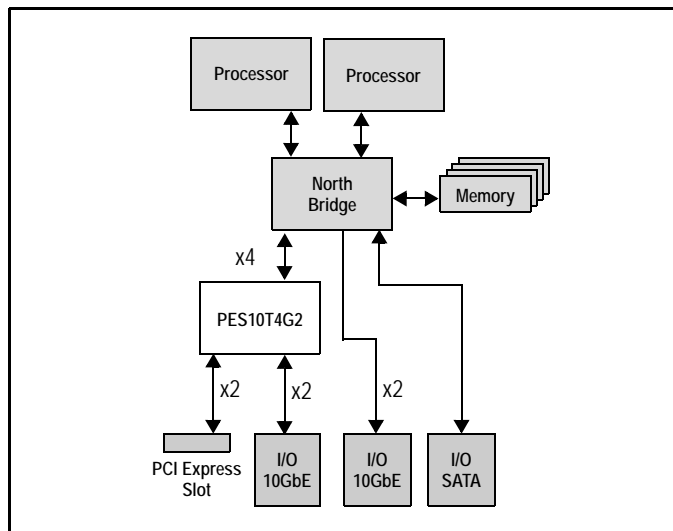 Processor
Processor
North
Bridge
Memory
x4
PES10T4G2
x2
x2
x2
PCI Express
Slot
I/O
10GbE
I/O
10GbE
I/O
SATA